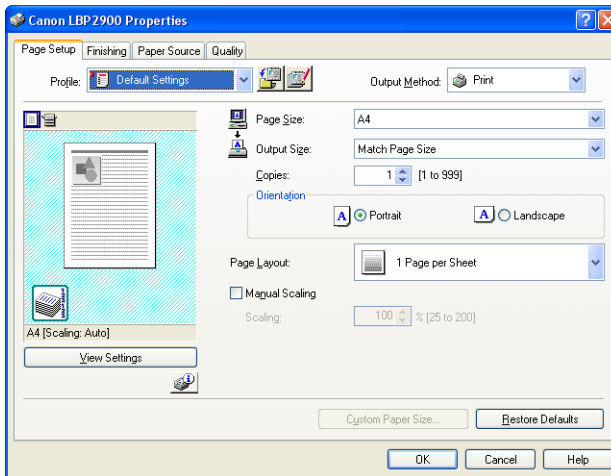 Canon LBP2900 Properties
Page Setup Finishing Paper Source Quality
Profile: Default Settings Output Method: Print
Page Size: A4
Output Size: Match Page Size
Copies: 1 [1 to 999]
Orientation
A Portrait A Landscape
Page Layout: 1 Page per Sheet
Manual Scaling
Scaling: 100 % [25 to 200]
A4 [Scaling: Auto]
View Settings
Custom Paper Size... Restore Defaults
OK Cancel Help